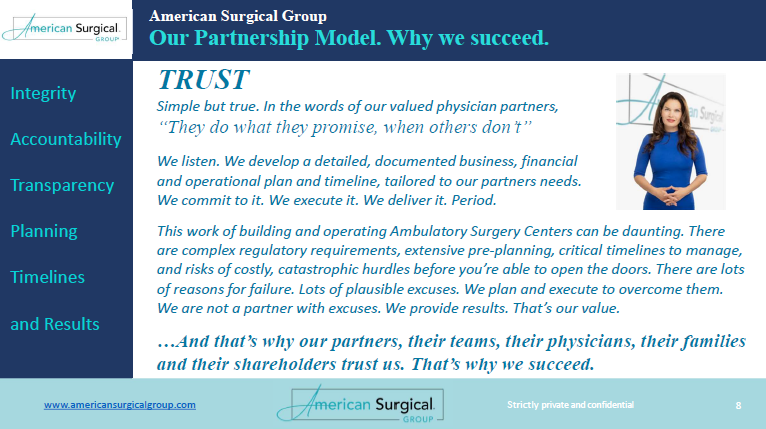 American Surgical
GROUP
American Surgical Group
Our Partnership Model. Why we succeed.
Integrity
Accountability
Transparency
Planning
Timelines
and Results
TRUST
Simple but true. In the words of our valued physician partners,
“They do what they promise, when others don’t”
We listen. We develop a detailed, documented business, financial
and operational plan and timeline, tailored to our partners needs.
We commit to it. We execute it. We deliver it. Period.
This work of building and operating Ambulatory Surgery Centers can be daunting. There
are complex regulatory requirements, extensive pre-planning, critical timelines to manage,
and risks of costly, catastrophic hurdles before you’re able to open the doors. There are lots
of reasons for failure. Lots of plausible excuses. We plan and execute to overcome them.
We are not a partner with excuses. We provide results. That’s our value.
…And that’s why our partners, their teams, their physicians, their families
and their shareholders trust us. That’s why we succeed.
www.americansurgicalgroup.com
American Surgical
GROUP
Strictly private and confidential
8